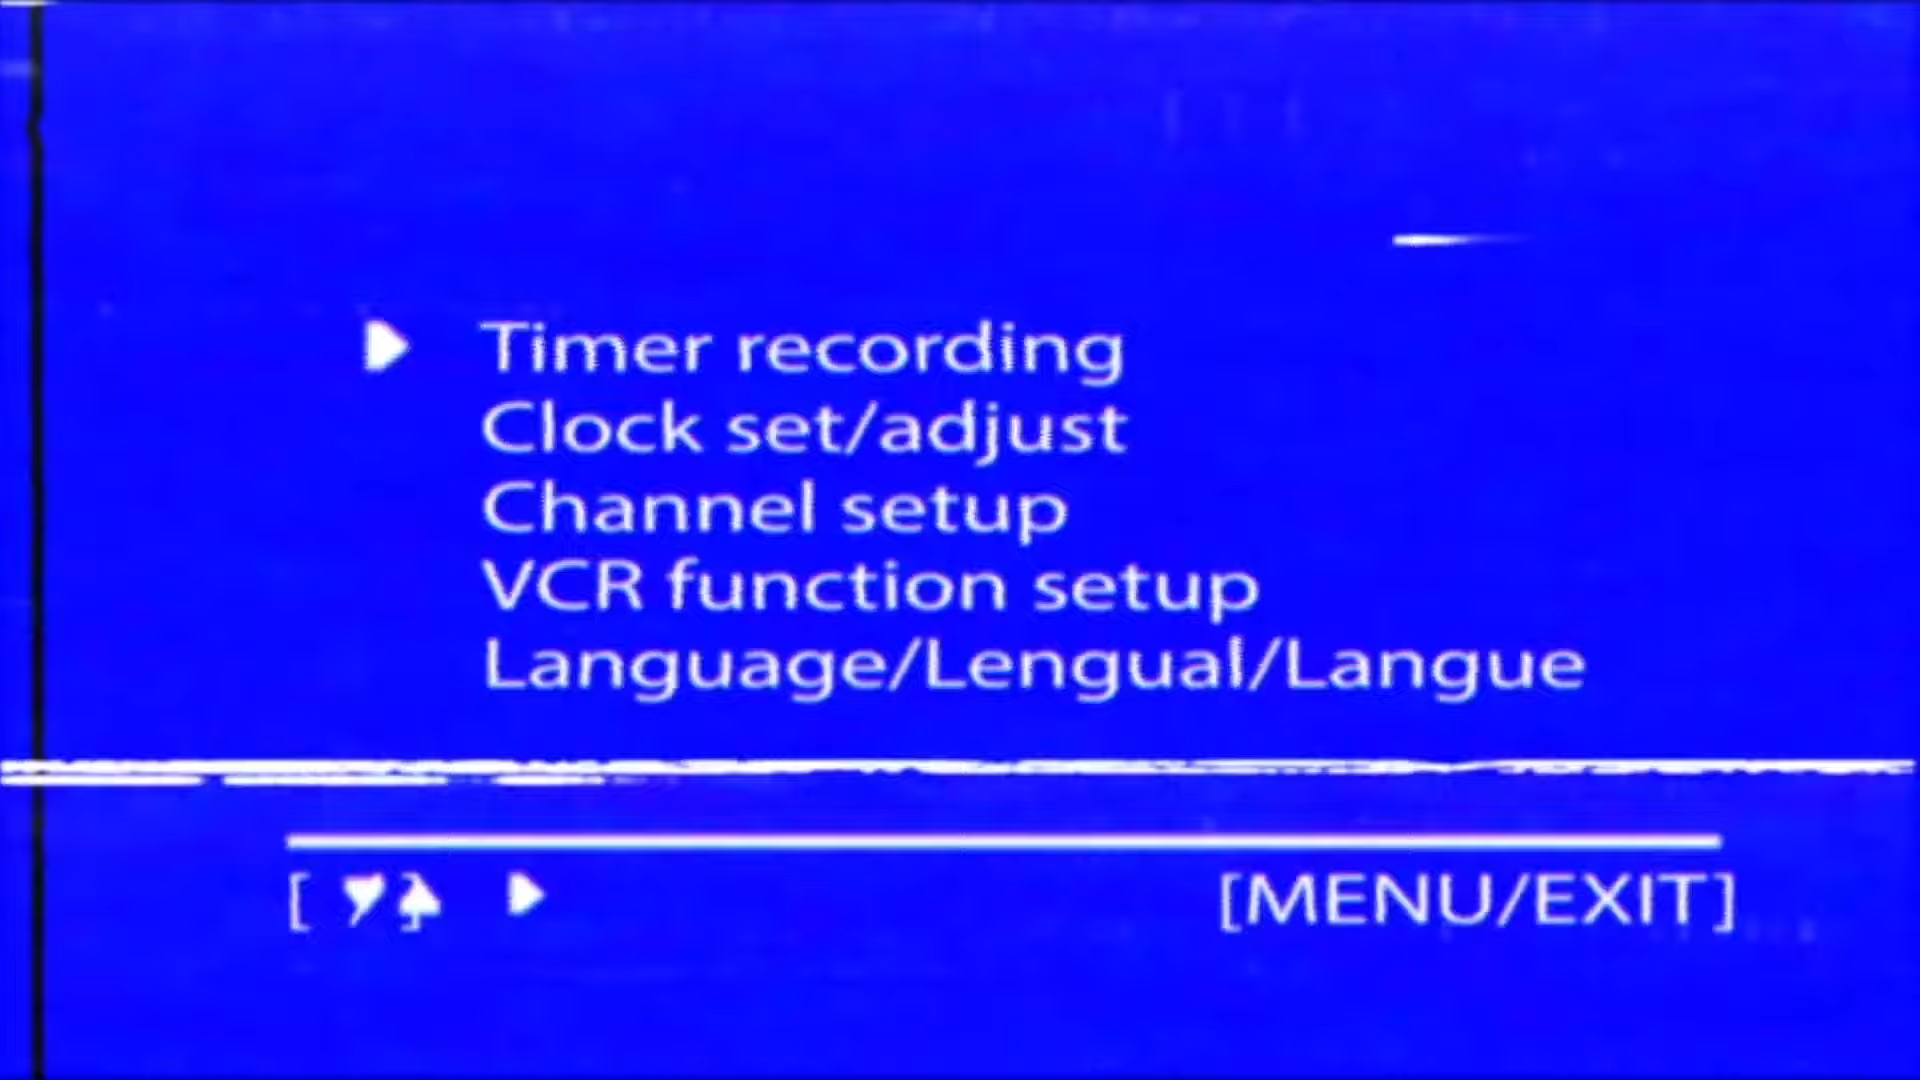 ▶ Timer recording
Clock set/adjust
Channel setup
VCR function setup
Language/Lengual/Langue
[ ▼▲] ▶ [MENU/EXIT]